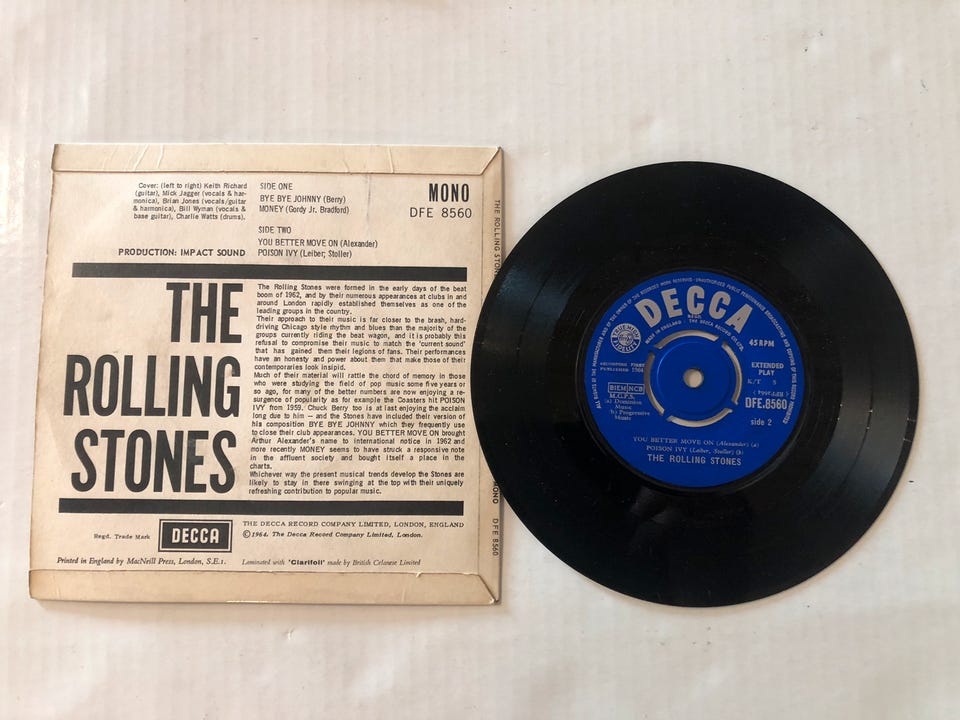 Cover: (left to right) Keith Richard
(guitar), Mick Jagger (vocals & har-
monica), Brian Jones (vocals/guitar
& harmonica), Bill Wyman (vocals &
base guitar), Charlie Watts (drums).
PRODUCTION: IMPACT SOUND
SIDE ONE
BYE BYE JOHNNY (Berry)
MONEY (Gordy Jr. Bradford)
SIDE TWO
YOU BETTER MOVE ON (Alexander)
POISON IVY (Leiber; Stoller)
MONO
DFE 8560
THE
ROLLING
STONES
The Rolling Stones were formed in the early days of the beat
boom of 1962, and by their numerous appearances at clubs in and
around London rapidly established themselves as one of the
leading groups in the country.
Their approach to their music is far closer to the brash, hard-
driving Chicago style rhythm and blues than the majority of the
groups currently riding the beat wagon, and it is probably this
refusal to compromise their music to match the 'current sound'
that has gained them their legions of fans. Their performances
have an honesty and power about them that make those of their
contemporaries look insipid.
Much of their material will rattle the chord of memory in those
who were studying the field of pop music some five years or
so ago, for many of the better numbers are now enjoying a re-
surgence of popularity as for example the Coasters hit POISON
IVY from 1959. Chuck Berry too is at last enjoying the acclaim
long due to him -- and the Stones have included their version of
his composition BYE BYE JOHNNY which they frequently use
to close their club appearances. YOU BETTER MOVE ON brought
Arthur Alexander's name to international notice in 1962 and
more recently MONEY seems to have struck a responsive note
in the affluent society and bought itself a place in the
charts.
Whichever way the present musical trends develop the Stones are
likely to stay in there swinging at the top with their uniquely
refreshing contribution to popular music.
Regd. Trade Mark
DECCA
THE DECCA RECORD COMPANY LIMITED, LONDON, ENGLAND
©1964, The Decca Record Company Limited, London.
Printed in England by MacNeill Press, London, S.E.1.
Laminated with 'Clarifoil' made by British Celanese Limited
THE ROLLING STONES
MONO DFE 8560
DECCA
MADE IN ENGLAND
THE DECCA RECORD CO. LTD.
45 RPM
EXTENDED
PLAY
K/T S
DFE.8560
side 2
RECORDING FIRST
PUBLISHED 1964
BIEM NCB
M.C.P.S.
(a) Dominion
Music
b) Progressive
Music
YOU BETTER MOVE ON (Alexander) (a)
POISON IVY (Leiber, Stoller) (b)
THE ROLLING STONES